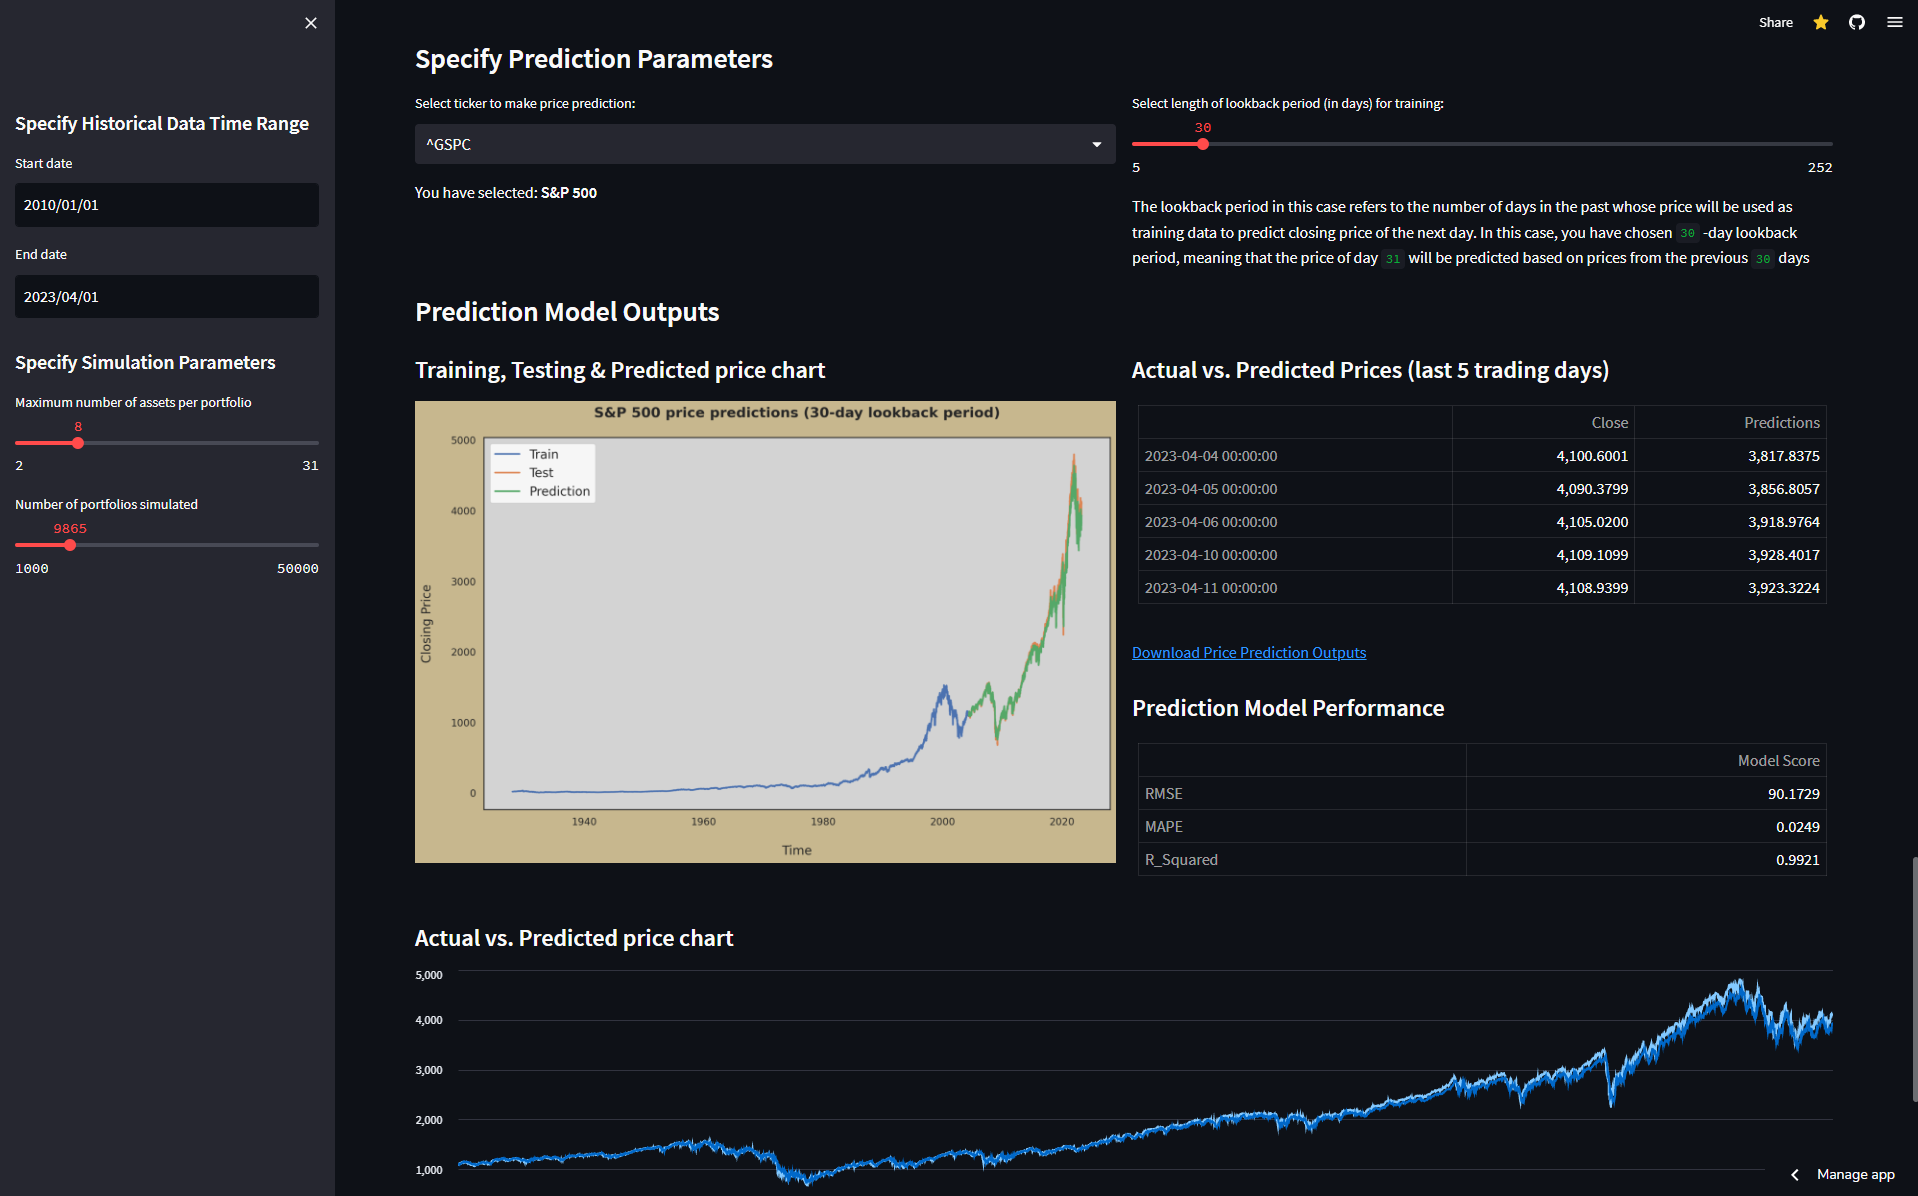 Share
Specify Historical Data Time Range
Start date
2010/01/01
End date
2023/04/01
Specify Simulation Parameters
Maximum number of assets per portfolio
8
2 31
Number of portfolios simulated
9865
1000 50000
Specify Prediction Parameters
Select ticker to make price prediction:
^GSPC
You have selected: S&P 500
Select length of lookback period (in days) for training:
30
5 252
The lookback period in this case refers to the number of days in the past whose price will be used as
training data to predict closing price of the next day. In this case, you have chosen 30 -day lookback
period, meaning that the price of day 31 will be predicted based on prices from the previous 30 days
Prediction Model Outputs
Training, Testing & Predicted price chart
S&P 500 price predictions (30-day lookback period)
Train
Test
Prediction
5000
4000
3000
2000
1000
0
Closing Price
1940 1960 1980 2000 2020
Time
Actual vs. Predicted Prices (last 5 trading days)
Close Predictions
2023-04-04 00:00:00 4,100.6001 3,817.8375
2023-04-05 00:00:00 4,090.3799 3,856.8057
2023-04-06 00:00:00 4,105.0200 3,918.9764
2023-04-10 00:00:00 4,109.1099 3,928.4017
2023-04-11 00:00:00 4,108.9399 3,923.3224
Download Price Prediction Outputs
Prediction Model Performance
Model Score
RMSE 90.1729
MAPE 0.0249
R_Squared 0.9921
Actual vs. Predicted price chart
5,000
4,000
3,000
2,000
1,000
Manage app